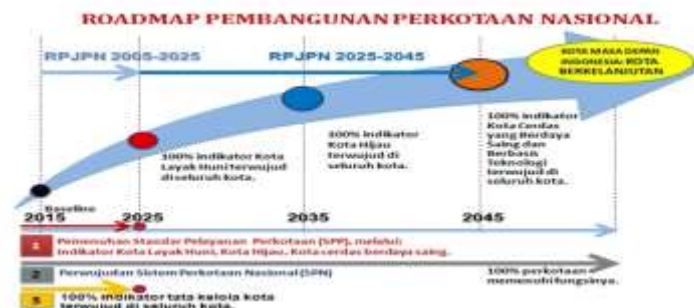 ROADMAP PEMBANGUNAN PERKOTAAN NASIONAL
RPJPN 2005-2025
RPJPN 2025-2045
KOTA MASA DEPAN
INDONESIA: KOTA
BERKELANJUTAN
100% indikator Kota
Layak Huni terwujud
di seluruh kota.
100% indikator
Kota Hijau
terwujud di
seluruh kota.
100% indikator
Kota Cerdas
yang Berdaya
Saing dan
Berbasis
Teknologi
terwujud di
seluruh kota.
Baseline
2015
2025
2035
2045
1 Pemenuhan Standar Pelayanan Perkotaan (SPP), melalui:
Indikator Kota Layak Huni, Kota Hijau, Kota cerdas berdaya saing.
2 Perwujudan Sistem Perkotaan Nasional (SPN)
100% perkotaan
memenuhi fungsinya.
3 100% indikator tata kelola kota
terwujud di seluruh kota.